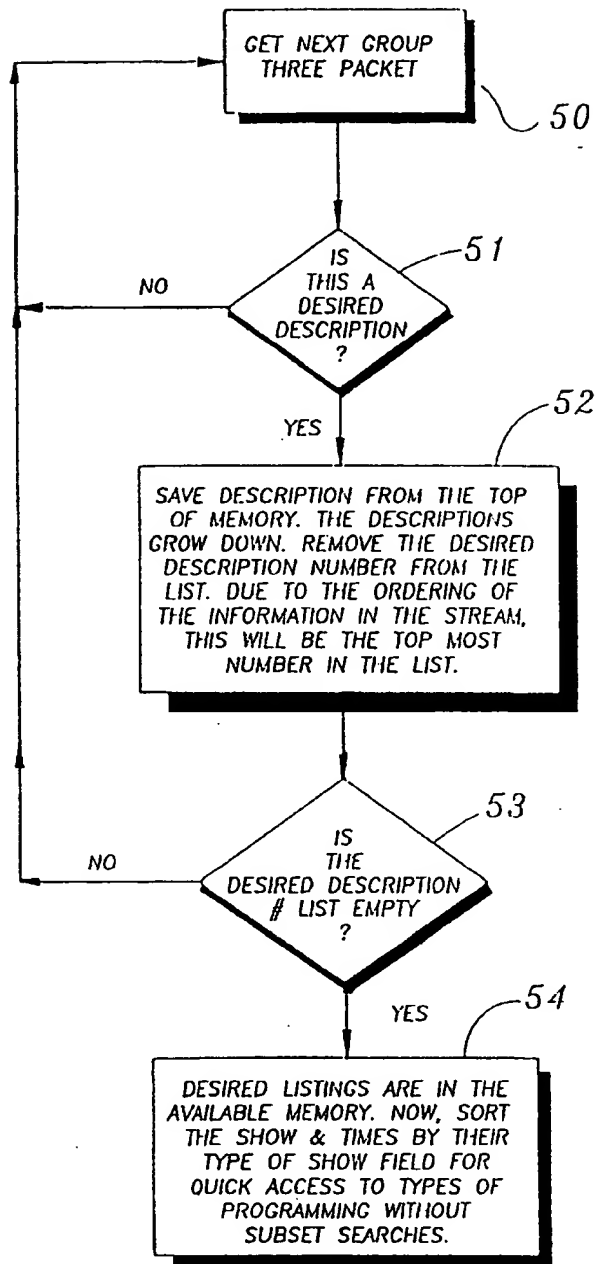 GET NEXT GROUP
THREE PACKET
50
IS
THIS A
DESIRED
DESCRIPTION
?
51
NO
YES
52
SAVE DESCRIPTION FROM THE TOP
OF MEMORY. THE DESCRIPTIONS
GROW DOWN. REMOVE THE DESIRED
DESCRIPTION NUMBER FROM THE
LIST. DUE TO THE ORDERING OF
THE INFORMATION IN THE STREAM,
THIS WILL BE THE TOP MOST
NUMBER IN THE LIST.
53
IS
THE
DESIRED DESCRIPTION
# LIST EMPTY
?
NO
YES
54
DESIRED LISTINGS ARE IN THE
AVAILABLE MEMORY. NOW, SORT
THE SHOW & TIMES BY THEIR
TYPE OF SHOW FIELD FOR
QUICK ACCESS TO TYPES OF
PROGRAMMING WITHOUT
SUBSET SEARCHES.